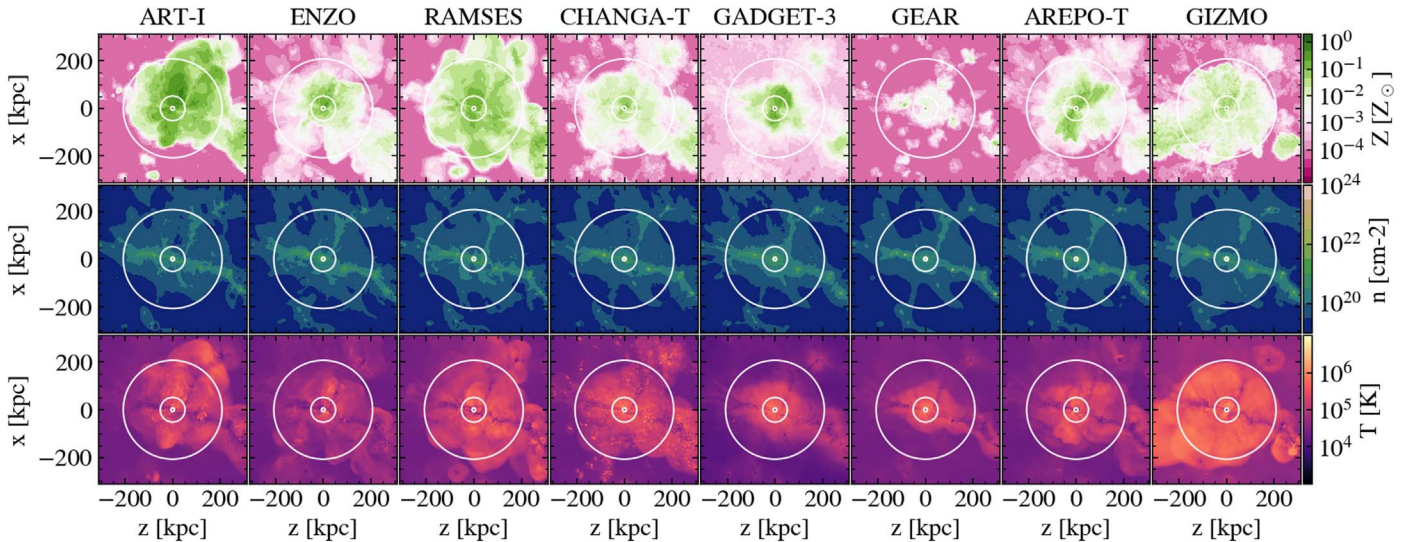 ART-I ENZO RAMSES CHANGA-T GADGET-3 GEAR AREPO-T GIZMO
200
0
−200
x [kpc]
10^0
10^-1
10^-2
10^-3
10^-4
10^24
Z [Z⊙]
200
0
−200
x [kpc]
10^24
10^22
10^20
n [cm-2]
200
0
−200
x [kpc]
10^6
10^5
10^4
T [K]
−200 0 200 −200 0 200 −200 0 200 −200 0 200 −200 0 200 −200 0 200 −200 0 200 −200 0 200
z [kpc] z [kpc] z [kpc] z [kpc] z [kpc] z [kpc] z [kpc] z [kpc]